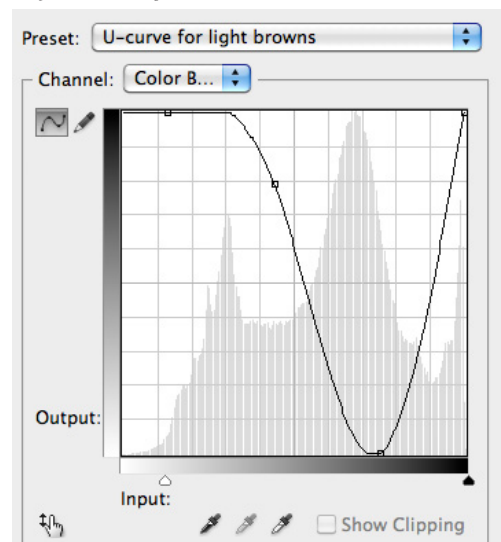 Preset: U-curve for light browns
Channel: Color B...
Output:
Input:
Show Clipping